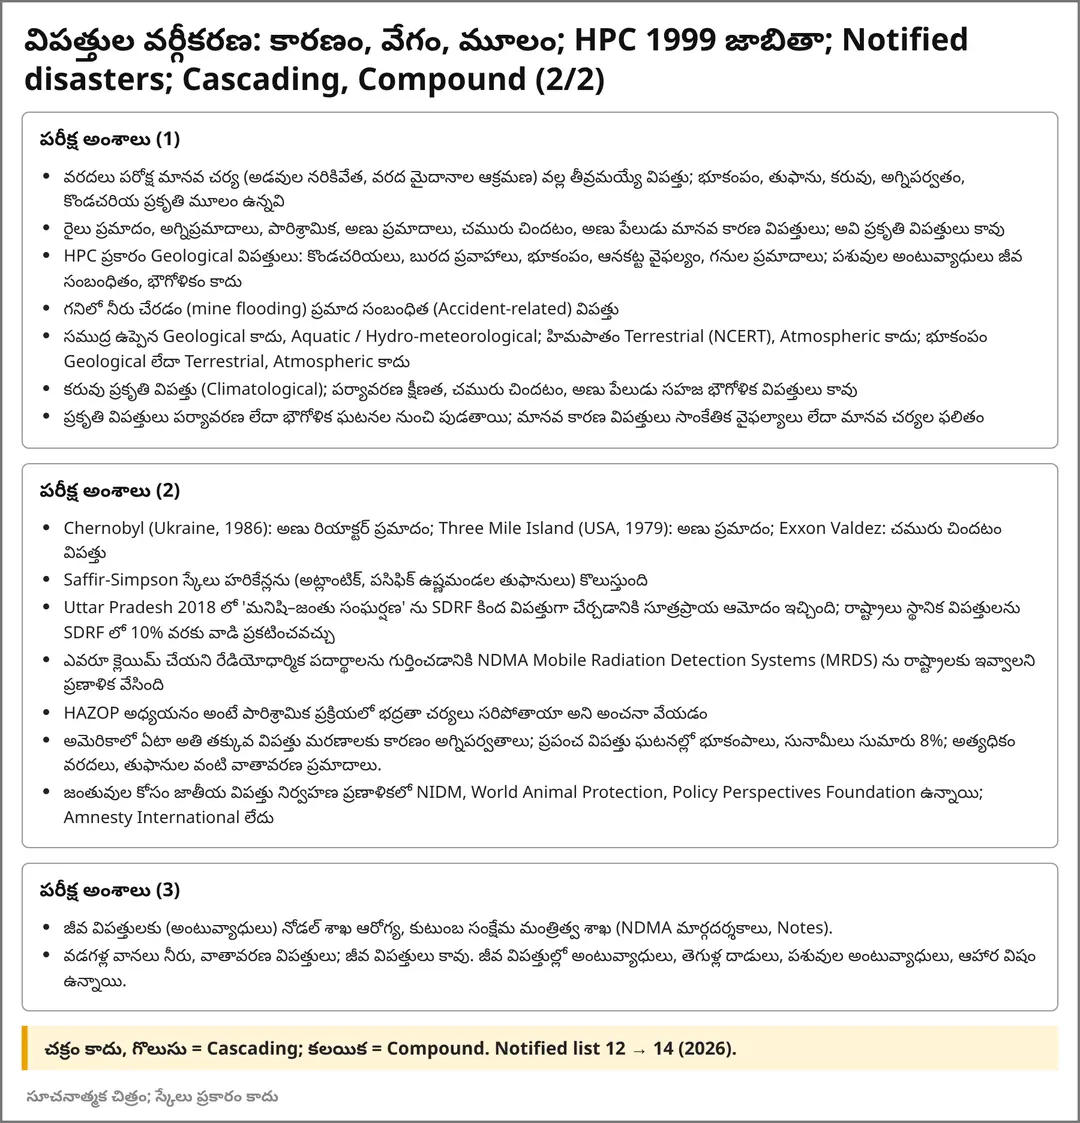 విపత్తుల వర్గీకరణ: కారణం, వేగం, మూలం; HPC 1999 జాబితా; Notified
disasters; Cascading, Compound (2/2)
పరీక్ష అంశాలు (1)
• వరదలు పరోక్ష మానవ చర్య (అడవుల నరికివేత, వరద మైదానాల ఆక్రమణ) వల్ల తీవ్రమయ్యే విపత్తు; భూకంపం, తుఫాను, కరువు, అగ్నిపర్వతం,
కొండచరియ ప్రకృతి మూలం ఉన్నవి
• రైలు ప్రమాదం, అగ్నిప్రమాదాలు, పారిశ్రామిక, అణు ప్రమాదాలు, చమురు చిందటం, అణు పేలుడు మానవ కారణ విపత్తులు; అవి ప్రకృతి విపత్తులు కావు
• HPC ప్రకారం Geological విపత్తులు: కొండచరియలు, బురద ప్రవాహాలు, భూకంపం, ఆనకట్ట వైఫల్యం, గనుల ప్రమాదాలు; పశువుల అంటువ్యాధులు జీవ
సంబంధితం, భౌగోళికం కాదు
• గనిలో నీరు చేరడం (mine flooding) ప్రమాద సంబంధిత (Accident-related) విపత్తు
• సముద్ర ఉప్పెన Geological కాదు, Aquatic / Hydro-meteorological; హిమపాతం Terrestrial (NCERT), Atmospheric కాదు; భూకంపం
Geological లేదా Terrestrial, Atmospheric కాదు
• కరువు ప్రకృతి విపత్తు (Climatological); పర్యావరణ క్షీణత, చమురు చిందటం, అణు పేలుడు సహజ భౌగోళిక విపత్తులు కావు
• ప్రకృతి విపత్తులు పర్యావరణ లేదా భౌగోళిక ఘటనల నుంచి పుడతాయి; మానవ కారణ విపత్తులు సాంకేతిక వైఫల్యాలు లేదా మానవ చర్యల ఫలితం
పరీక్ష అంశాలు (2)
• Chernobyl (Ukraine, 1986): అణు రియాక్టర్ ప్రమాదం; Three Mile Island (USA, 1979): అణు ప్రమాదం; Exxon Valdez: చమురు చిందటం
విపత్తు
• Saffir-Simpson స్కేలు హరికేన్లను (అట్లాంటిక్, పసిఫిక్ ఉష్ణమండల తుఫానులు) కొలుస్తుంది
• Uttar Pradesh 2018 లో 'మనిషి–జంతు సంఘర్షణ' ను SDRF కింద విపత్తుగా చేర్చడానికి సూత్రప్రాయ ఆమోదం ఇచ్చింది; రాష్ట్రాలు స్థానిక విపత్తులను
SDRF లో 10% వరకు వాడి ప్రకటించవచ్చు
• ఎవరూ క్లెయిమ్ చేయని రేడియోధార్మిక పదార్థాలను గుర్తించడానికి NDMA Mobile Radiation Detection Systems (MRDS) ను రాష్ట్రాలకు ఇవ్వాలని
ప్రణాళిక వేసింది
• HAZOP అధ్యయనం అంటే పారిశ్రామిక ప్రక్రియలో భద్రతా చర్యలు సరిపోతాయా అని అంచనా వేయడం
• అమెరికాలో ఏటా అతి తక్కువ విపత్తు మరణాలకు కారణం అగ్నిపర్వతాలు; ప్రపంచ విపత్తు ఘటనల్లో భూకంపాలు, సునామీలు సుమారు 8%; అత్యధికం
వరదలు, తుఫానుల వంటి వాతావరణ ప్రమాదాలు.
• జంతువుల కోసం జాతీయ విపత్తు నిర్వహణ ప్రణాళికలో NIDM, World Animal Protection, Policy Perspectives Foundation ఉన్నాయి;
Amnesty International లేదు
పరీక్ష అంశాలు (3)
• జీవ విపత్తులకు (అంటువ్యాధులు) నోడల్ శాఖ ఆరోగ్య, కుటుంబ సంక్షేమ మంత్రిత్వ శాఖ (NDMA మార్గదర్శకాలు, Notes).
• వడగళ్ల వానలు నీరు, వాతావరణ విపత్తులు; జీవ విపత్తులు కావు. జీవ విపత్తుల్లో అంటువ్యాధులు, తెగుళ్ల దాడులు, పశువుల అంటువ్యాధులు, ఆహార విషం
ఉన్నాయి.
చక్రం కాదు, గొలుసు = Cascading; కలయిక = Compound. Notified list 12 → 14 (2026).
సూచనాత్మక చిత్రం; స్కేలు ప్రకారం కాదు